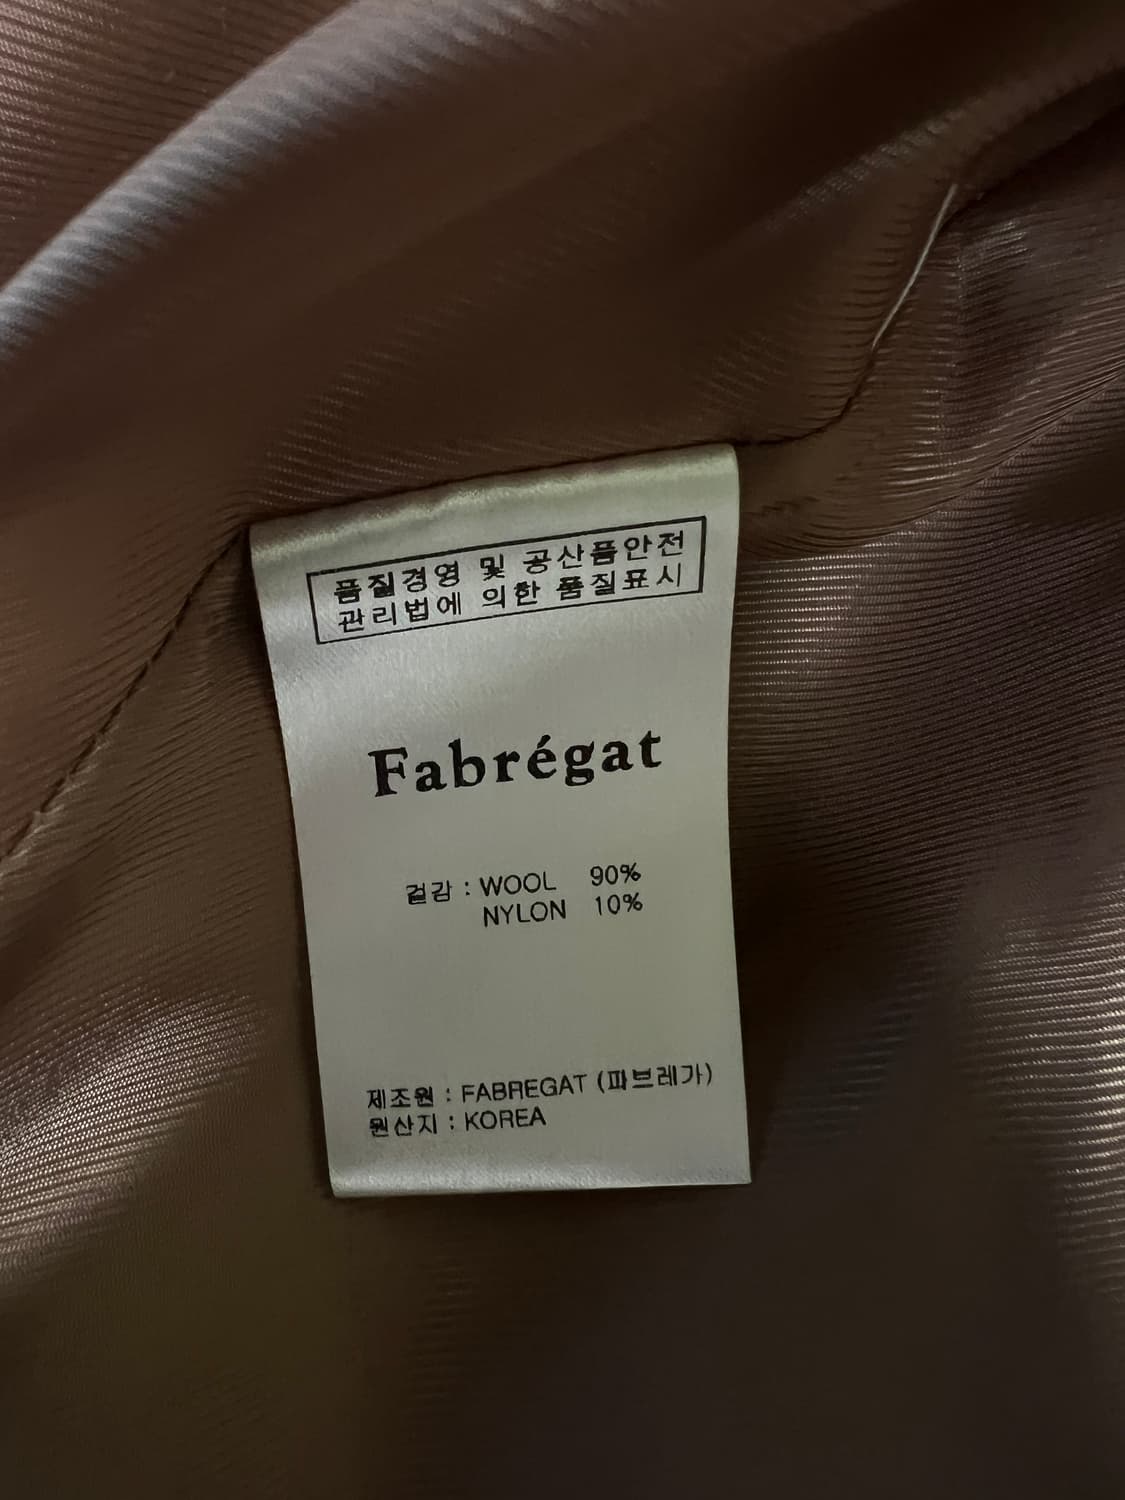 품질경영 및 공산품안전
관리법에 의한 품질표시
Fabrégat
겉감 : WOOL 90%
NYLON 10%
제조원 : FABREGAT (파브레가)
원산지 : KOREA